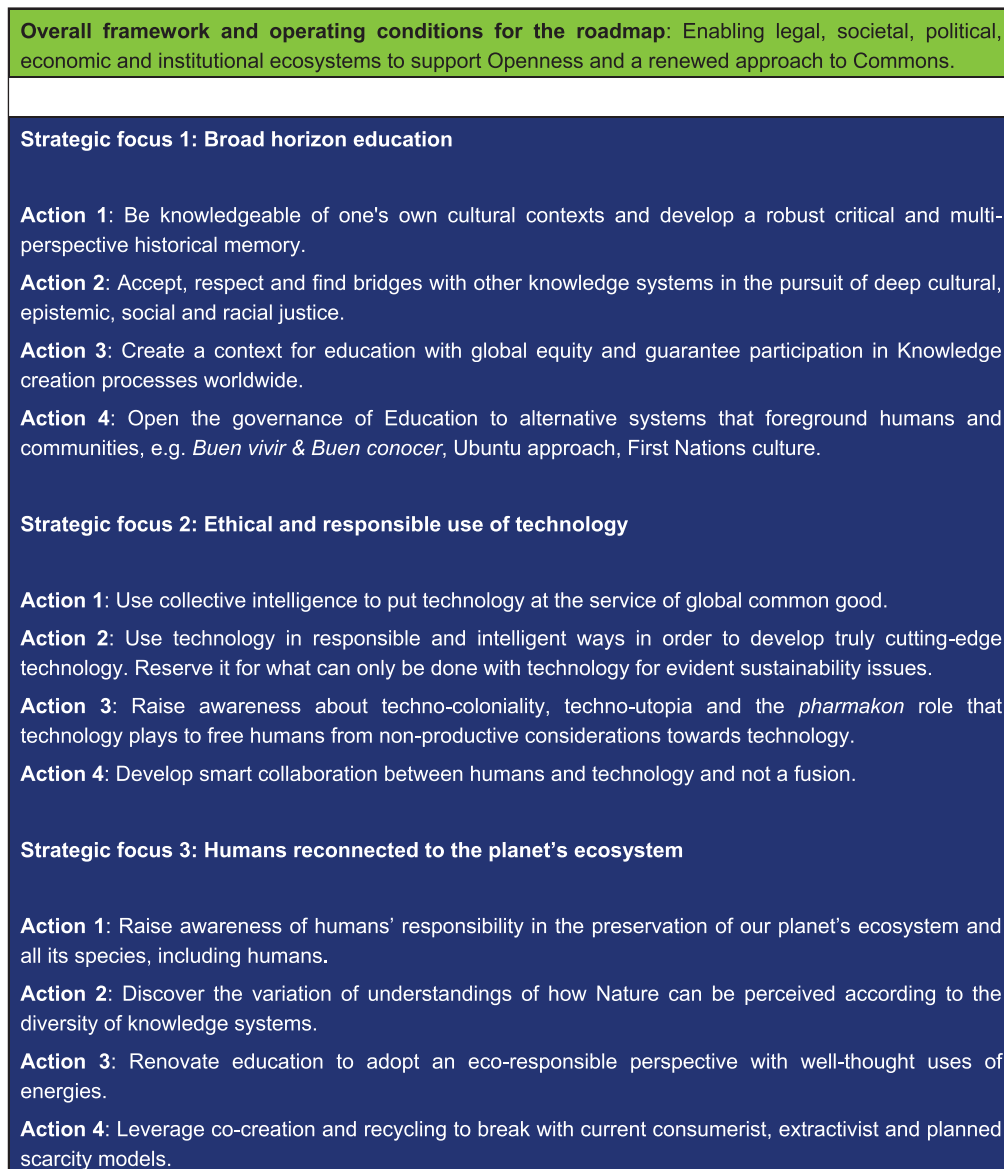 Overall framework and operating conditions for the roadmap: Enabling legal, societal, political,
economic and institutional ecosystems to support Openness and a renewed approach to Commons.
Strategic focus 1: Broad horizon education
Action 1: Be knowledgeable of one's own cultural contexts and develop a robust critical and multi-
perspective historical memory.
Action 2: Accept, respect and find bridges with other knowledge systems in the pursuit of deep cultural,
epistemic, social and racial justice.
Action 3: Create a context for education with global equity and guarantee participation in Knowledge
creation processes worldwide.
Action 4: Open the governance of Education to alternative systems that foreground humans and
communities, e.g. Buen vivir & Buen conocer, Ubuntu approach, First Nations culture.
Strategic focus 2: Ethical and responsible use of technology
Action 1: Use collective intelligence to put technology at the service of global common good.
Action 2: Use technology in responsible and intelligent ways in order to develop truly cutting-edge
technology. Reserve it for what can only be done with technology for evident sustainability issues.
Action 3: Raise awareness about techno-coloniality, techno-utopia and the pharmakon role that
technology plays to free humans from non-productive considerations towards technology.
Action 4: Develop smart collaboration between humans and technology and not a fusion.
Strategic focus 3: Humans reconnected to the planet’s ecosystem
Action 1: Raise awareness of humans’ responsibility in the preservation of our planet’s ecosystem and
all its species, including humans.
Action 2: Discover the variation of understandings of how Nature can be perceived according to the
diversity of knowledge systems.
Action 3: Renovate education to adopt an eco-responsible perspective with well-thought uses of
energies.
Action 4: Leverage co-creation and recycling to break with current consumerist, extractivist and planned
scarcity models.